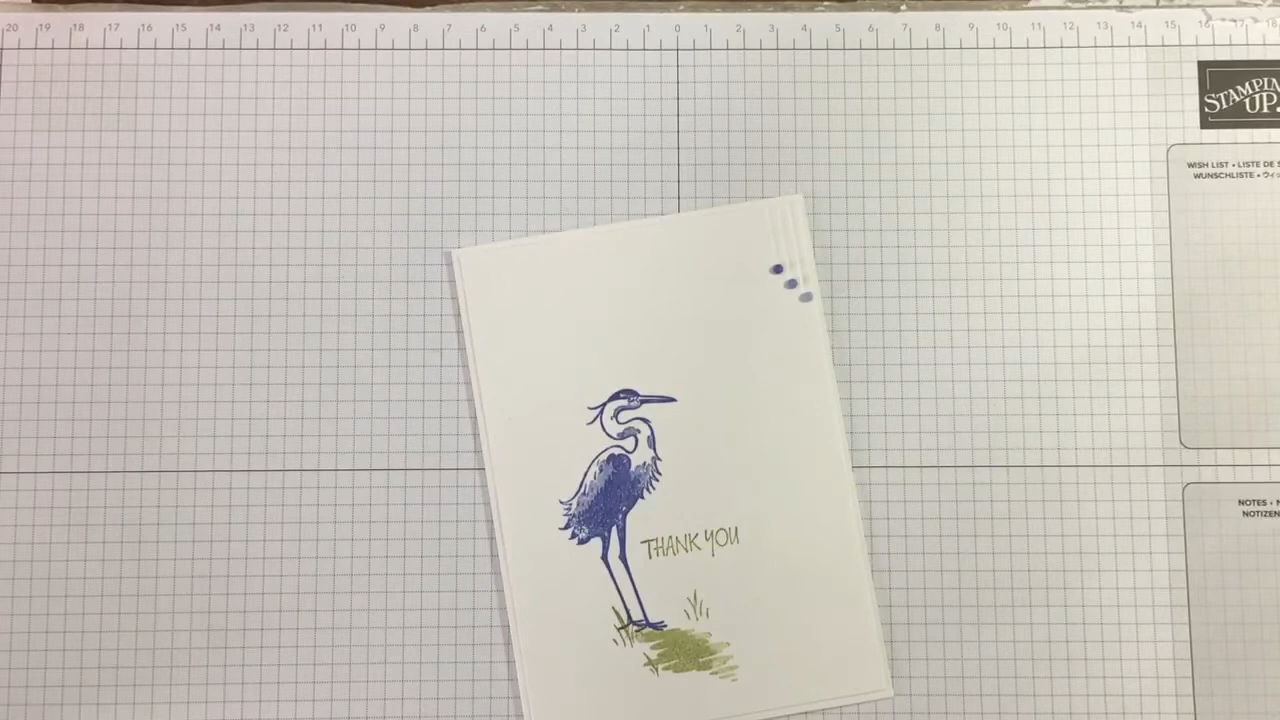 20 19 18 17 16 15 14 13 12 11 10 9 8 7 6 5 4 3 2 1 0 1 2 3 4 5 6 7 8 9 10 11 12 13 14 15 16 17 18
STAMPIN
UP.
WISH LIST • LISTE DE
WUNSCHLISTE •
NOTES •
NOTIZEN
THANK YOU